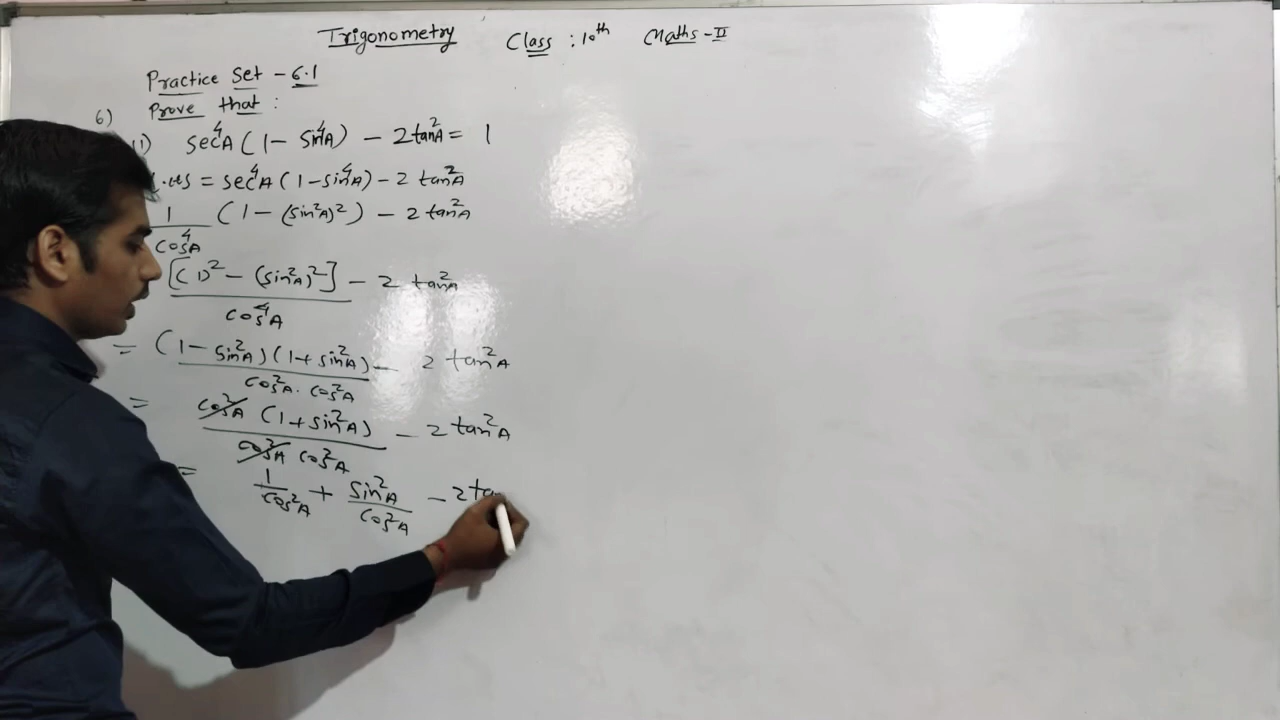 Trigonometry Class : 10th Maths-II
Practice Set - 6.1
6) Prove that :
sec⁴A (1 - sin⁴A) - 2tan²A = 1
= sec⁴A (1-sin⁴A) - 2 tan²A
1/cos⁴A (1 - (sin²A)²) - 2 tan²A
[(1)² - (sin²A)²]/cos⁴A - 2 tan²A
= (1 - sin²A)(1 + sin²A)/cos²A . cos²A - 2 tan²A
= cos²A (1 + sin²A)/cos²A cos²A - 2 tan²A
= 1/cos²A + sin²A/cos²A - 2 tan